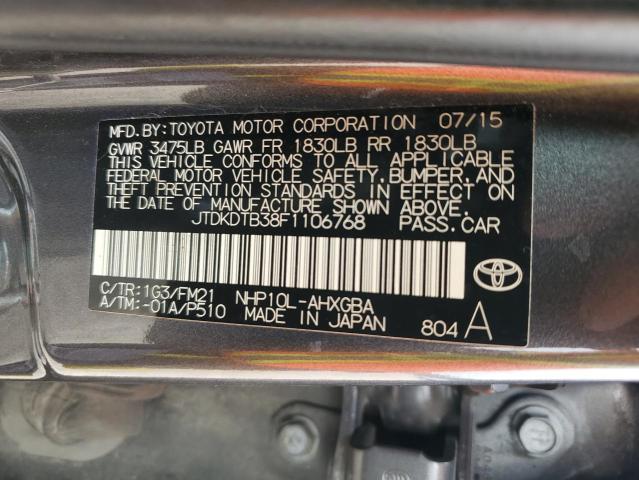 MFD.BY:TOYOTA MOTOR CORPORATION 07/15
GVWR 3475LB GAWR FR 1830LB RR 1830LB
THIS VEHICLE CONFORMS TO ALL APPLICABLE
FEDERAL MOTOR VEHICLE SAFETY, BUMPER, AND
THEFT PREVENTION STANDARDS IN EFFECT ON
THE DATE OF MANUFACTURE SHOWN ABOVE.
JTDKDTB38F1106768 PASS.CAR
C/TR:1G3/FM21 NHP10L-AHXGBA
A/TM:-01A/P510 MADE IN JAPAN 804 A